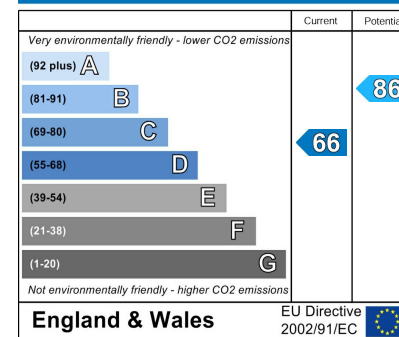 Current Potentia
Very environmentally friendly - lower CO2 emissions
(92 plus) A
(81-91) B
86
(69-80) C
66
(55-68) D
(39-54) E
(21-38) F
(1-20) G
Not environmentally friendly - higher CO2 emissions
England & Wales
EU Directive
2002/91/EC